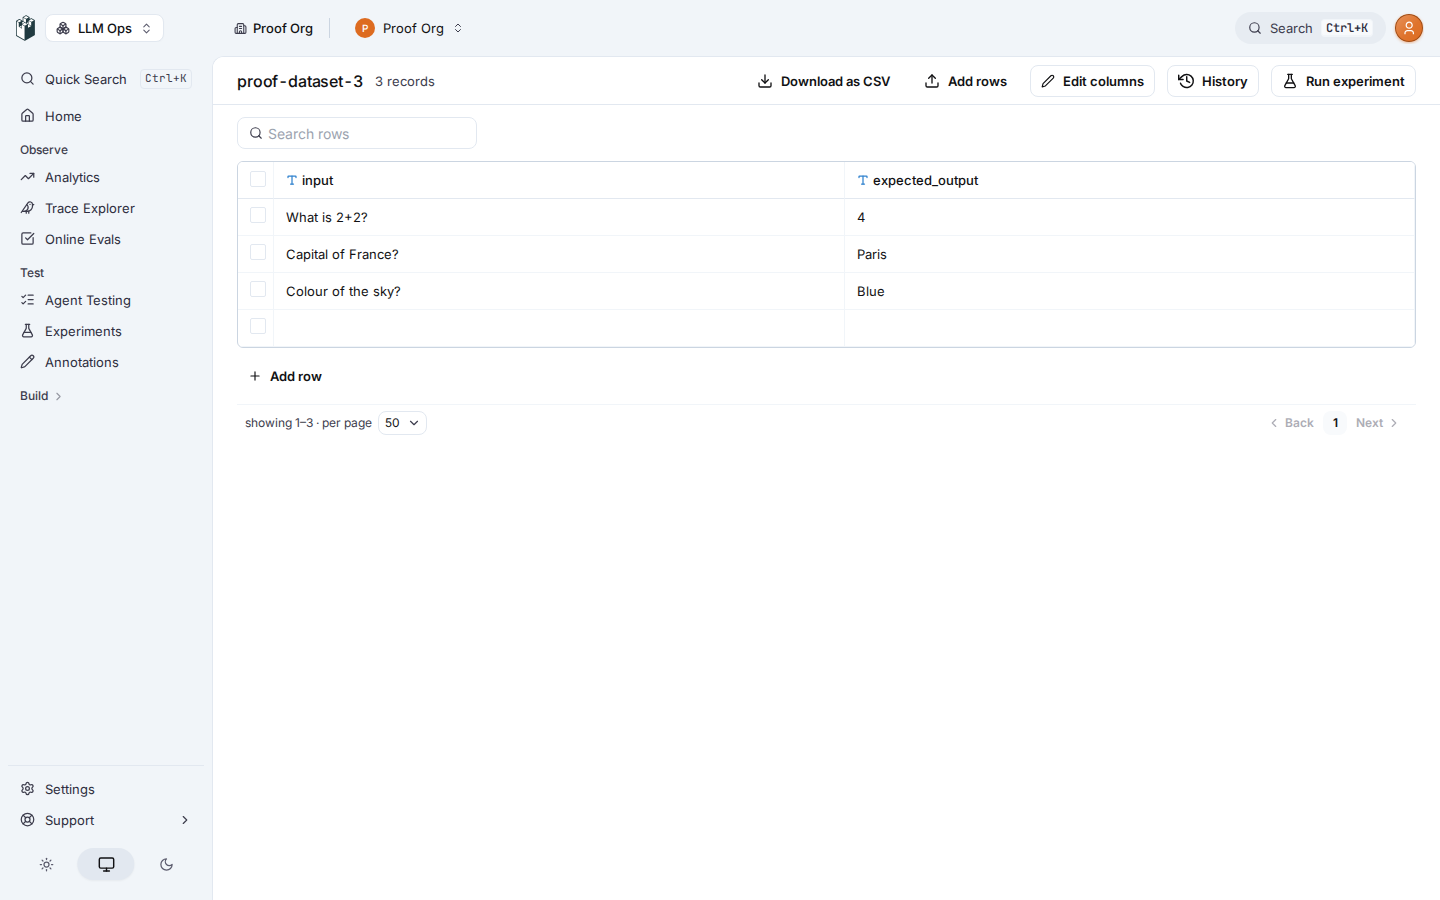 LLM Ops
Proof Org
P Proof Org
Search Ctrl+K
Quick Search Ctrl+K
Home
Observe
Analytics
Trace Explorer
Online Evals
Test
Agent Testing
Experiments
Annotations
Build
Settings
Support
proof-dataset-3 3 records
Download as CSV
Add rows
Edit columns
History
Run experiment
Search rows
input expected_output
What is 2+2? 4
Capital of France? Paris
Colour of the sky? Blue
Add row
showing 1–3 · per page 50
Back 1 Next